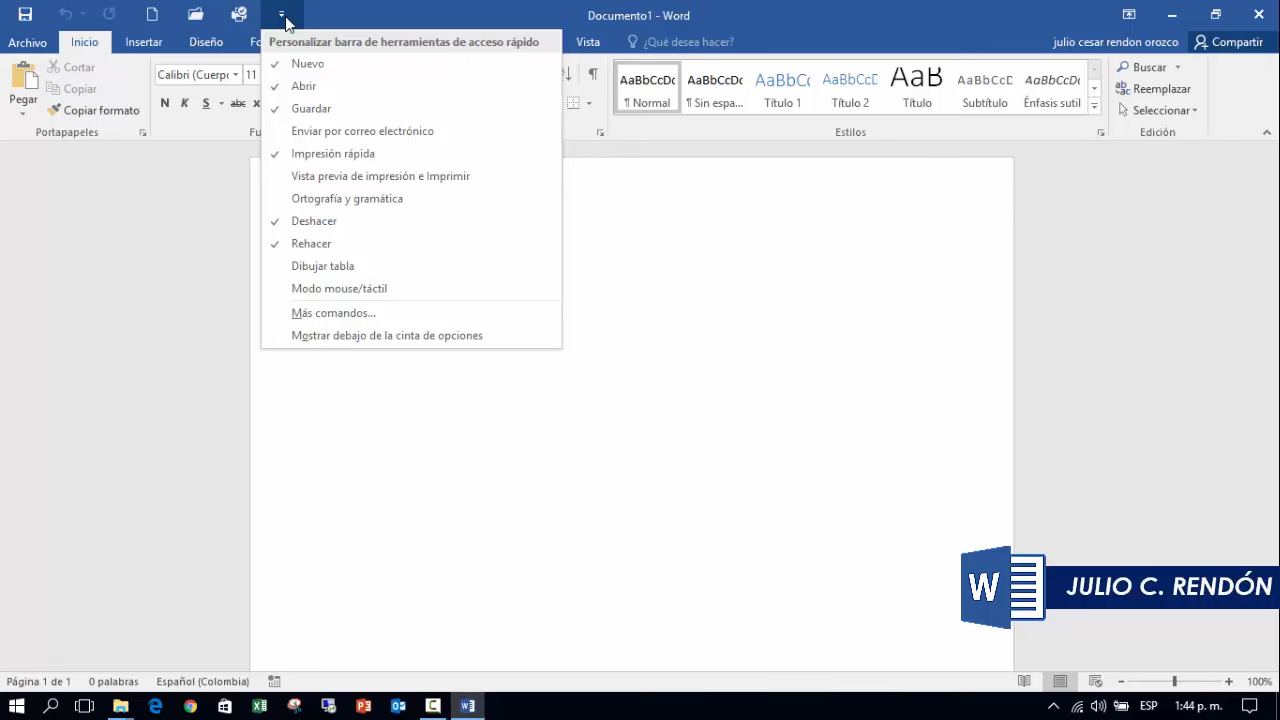 Documento1 - Word
Archivo
Inicio
Insertar
Diseño
Vista
¿Qué desea hacer?
julio cesar rendon orozco
Compartir
Personalizar barra de herramientas de acceso rápido
Nuevo
Abrir
Guardar
Enviar por correo electrónico
Impresión rápida
Vista previa de impresión e Imprimir
Ortografía y gramática
Deshacer
Rehacer
Dibujar tabla
Modo mouse/táctil
Más comandos...
Mostrar debajo de la cinta de opciones
Pegar
Cortar
Copiar
Copiar formato
Portapapeles
Calibri (Cuerpc
11
N K S abc x
AaBbCcDc
¶ Normal
AaBbCcDc
¶ Sin espa...
AaBbCc
Título 1
AaBbCcD
Título 2
AaB
Título
AaBbCcD
Subtítulo
AaBbCcDc
Énfasis sutil
Estilos
Buscar
Reemplazar
Seleccionar
Edición
W
JULIO C. RENDÓN
Página 1 de 1
0 palabras
Español (Colombia)
100%
ESP
1:44 p. m.